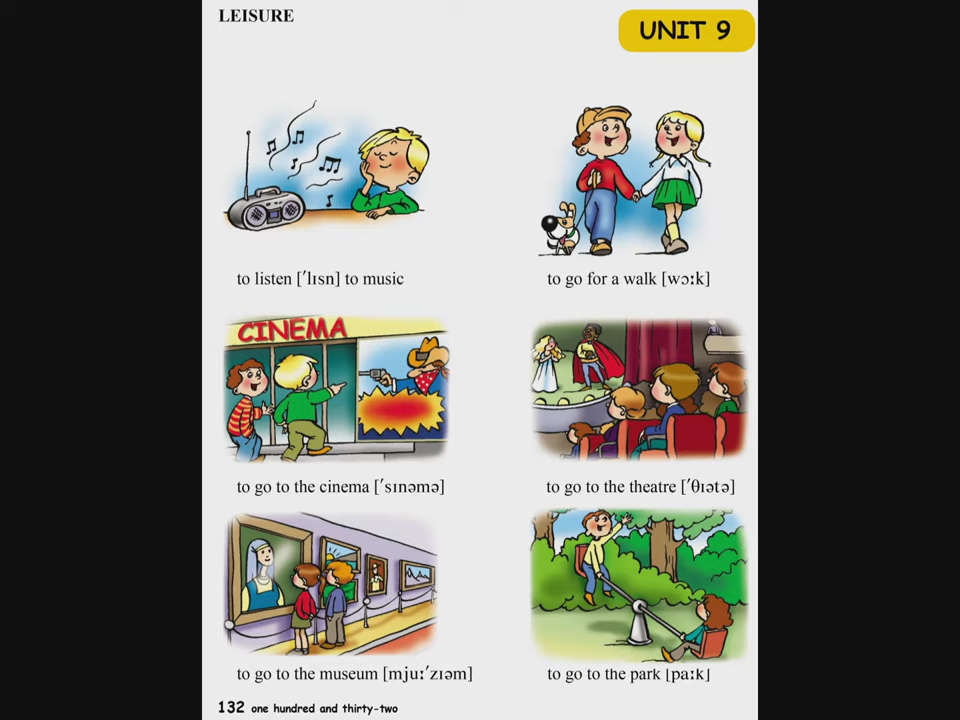 LEISURE
UNIT 9
to listen [ˈlɪsn] to music
to go for a walk [wɔːk]
CINEMA
to go to the cinema [ˈsɪnəmə]
to go to the theatre [ˈθɪətə]
to go to the museum [mjuːˈzɪəm]
to go to the park [paːk]
132 one hundred and thirty-two